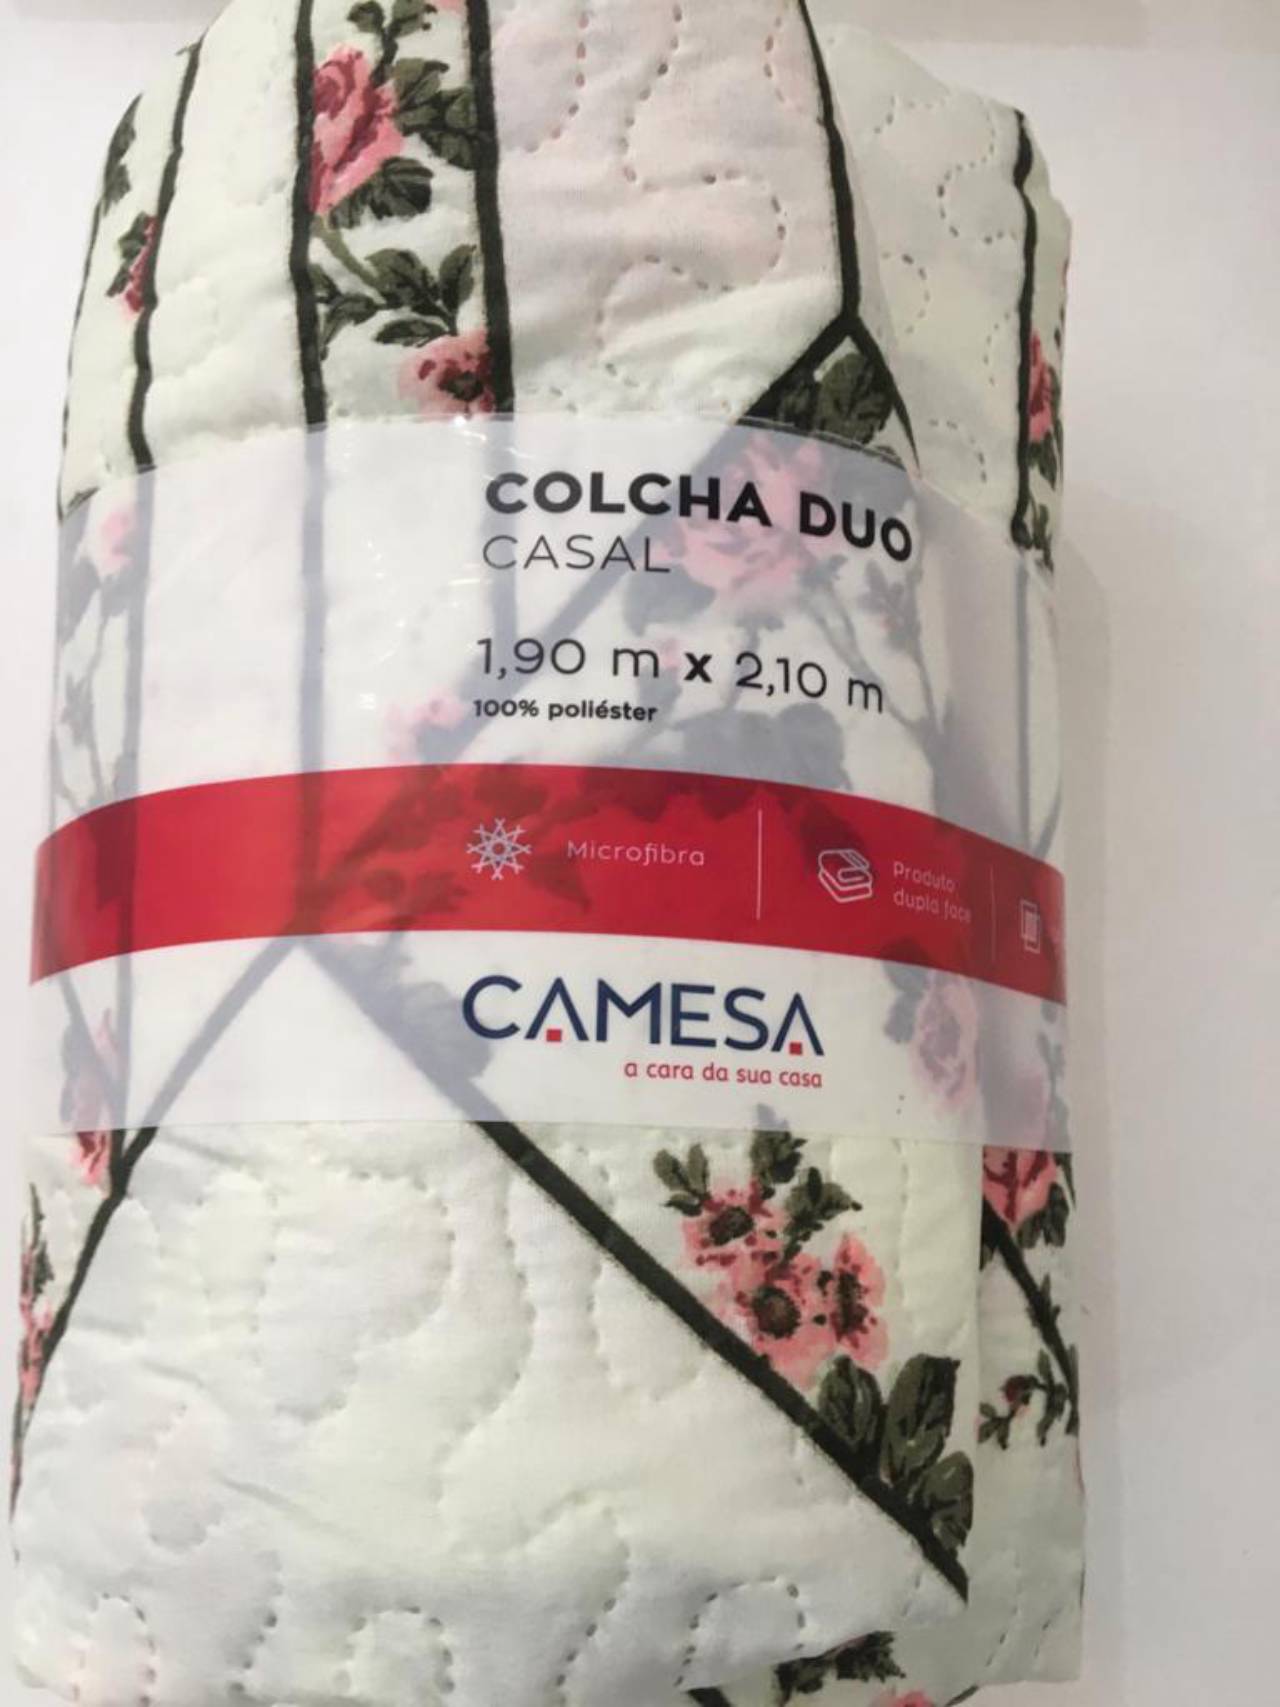 COLCHA DUO
CASAL
1,90 m x 2,10 m
100% poliéster
Microfibra
Produto
dupla face
CAMESA
a cara da sua casa